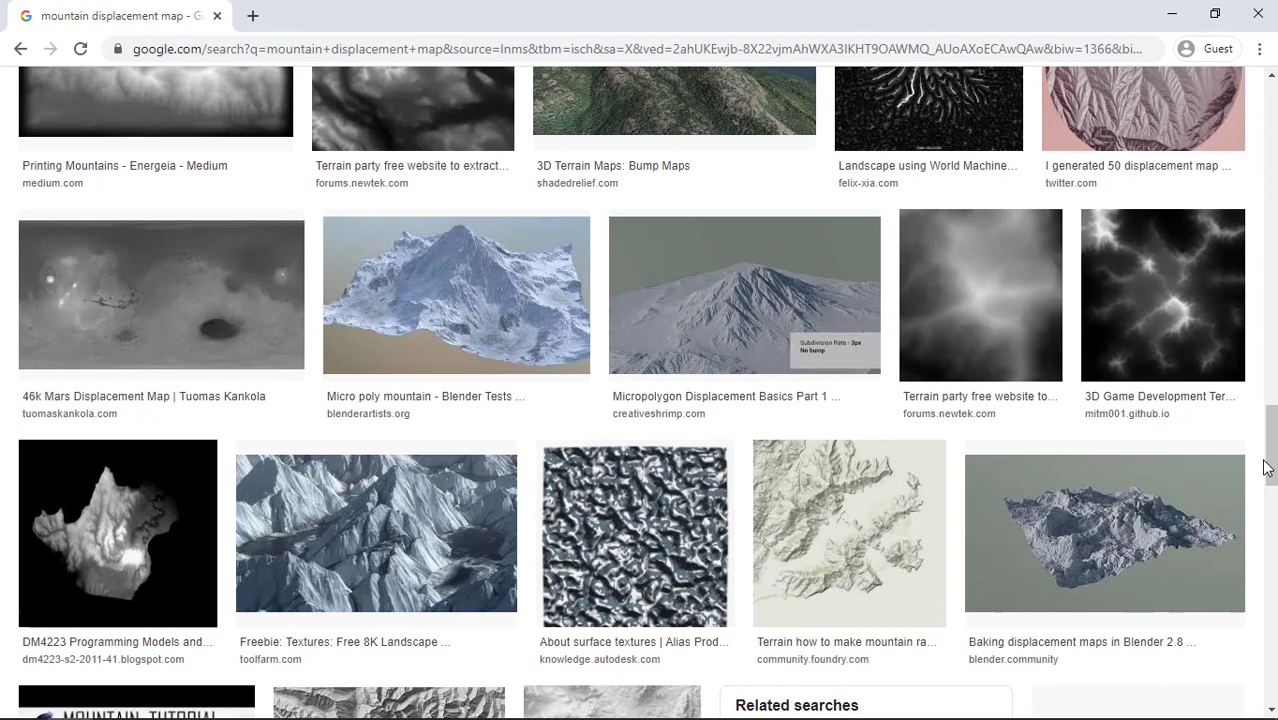 mountain displacement map - G
Guest
google.com/search?q=mountain+displacement+map&source=lnms&tbm=isch&sa=X&ved=2ahUKEwjb-8X22vjmAhWXA3IKHT9OAWMQ_AUoAXoECAwQAw&biw=1366&bi...
Printing Mountains - Energeia - Medium
medium.com
Terrain party free website to extract...
forums.newtek.com
3D Terrain Maps: Bump Maps
shadedrelief.com
Landscape using World Machine...
felix-xia.com
I generated 50 displacement map ...
twitter.com
Subdivision Rate - 3px
No bump
46k Mars Displacement Map | Tuomas Kankola
tuomaskankola.com
Micro poly mountain - Blender Tests ...
blenderartists.org
Micropolygon Displacement Basics Part 1 ...
creativeshrimp.com
Terrain party free website to...
forums.newtek.com
3D Game Development Ter...
mitm001.github.io
DM4223 Programming Models and...
dm4223-s2-2011-41.blogspot.com
Freebie: Textures: Free 8K Landscape ...
toolfarm.com
About surface textures | Alias Prod...
knowledge.autodesk.com
Terrain how to make mountain ra...
community.foundry.com
Baking displacement maps in Blender 2.8 ...
blender.community
MOUNTAIN TUTORIAL
Related searches